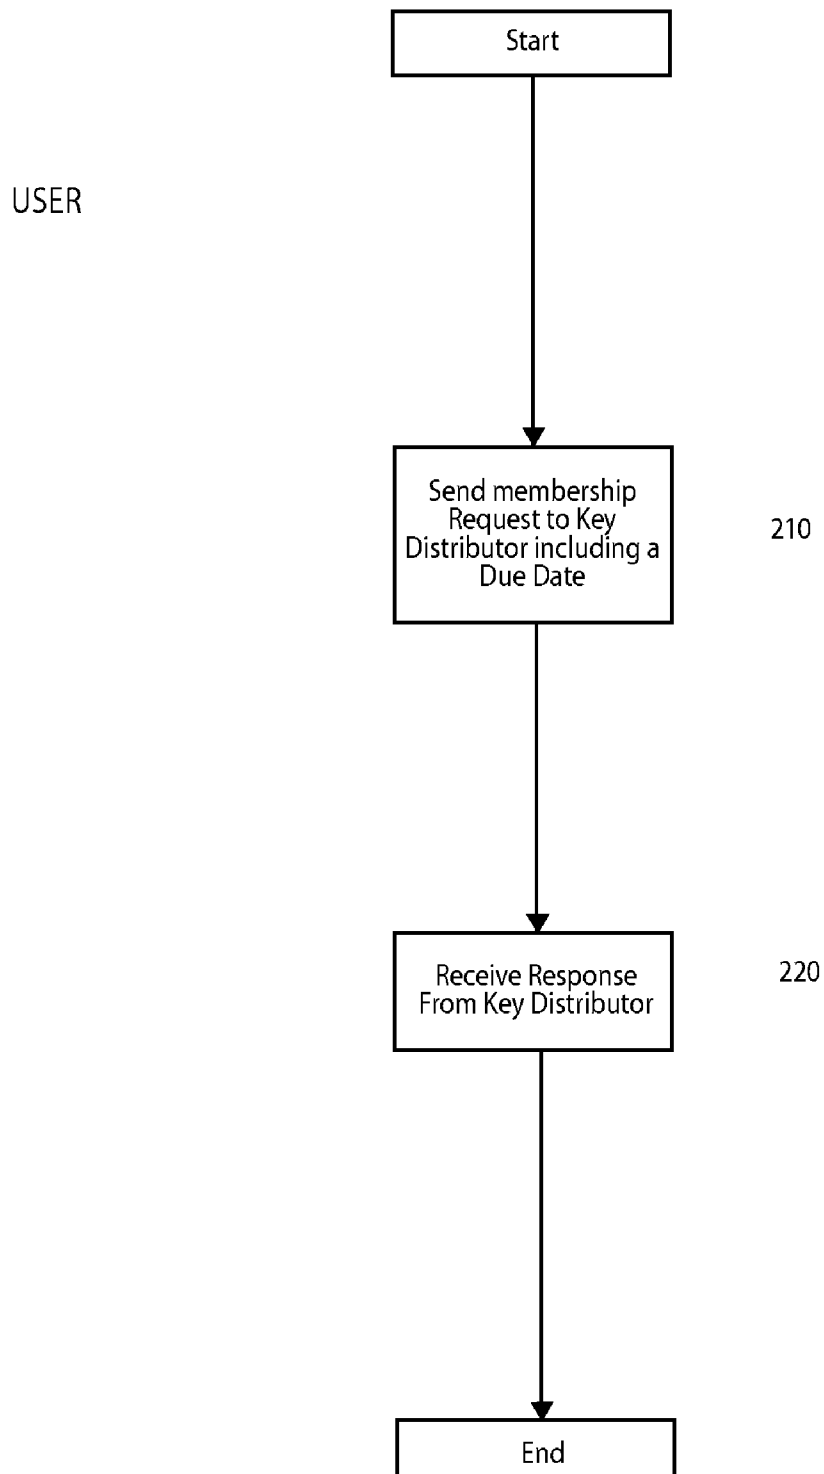 Start
USER
Send membership
Request to Key
Distributor including a
Due Date
210
Receive Response
From Key Distributor
220
End